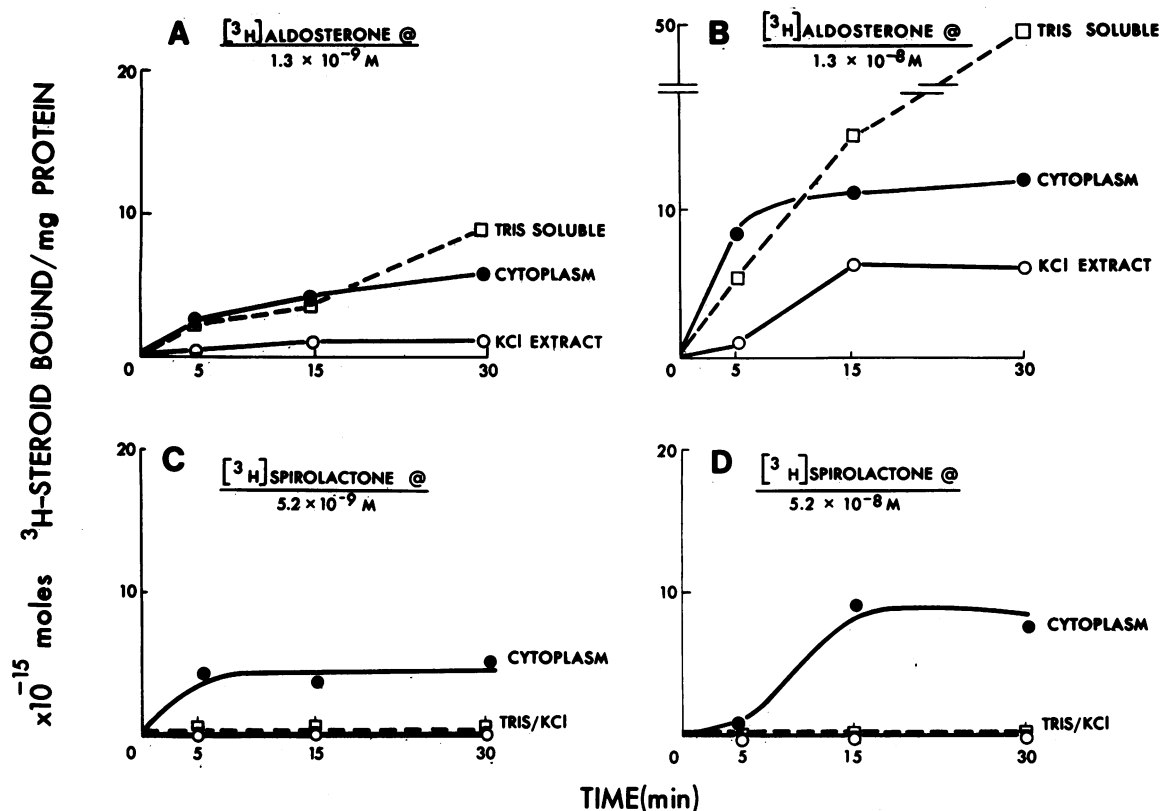 ×10⁻¹⁵ moles ³H-STEROID BOUND/mg PROTEIN
A
[³H]ALDOSTERONE @
1.3 × 10⁻⁹ M
20
10
0
5
15
30
TRIS SOLUBLE
CYTOPLASM
KCl EXTRACT
B
[³H]ALDOSTERONE @
1.3 × 10⁻⁸ M
50
10
0
5
15
30
TRIS SOLUBLE
CYTOPLASM
KCl EXTRACT
C
[³H]SPIROLACTONE @
5.2 × 10⁻⁹ M
20
10
0
5
15
30
CYTOPLASM
TRIS/KCl
D
[³H]SPIROLACTONE @
5.2 × 10⁻⁸ M
20
10
0
5
15
30
CYTOPLASM
TRIS/KCl
TIME(min)